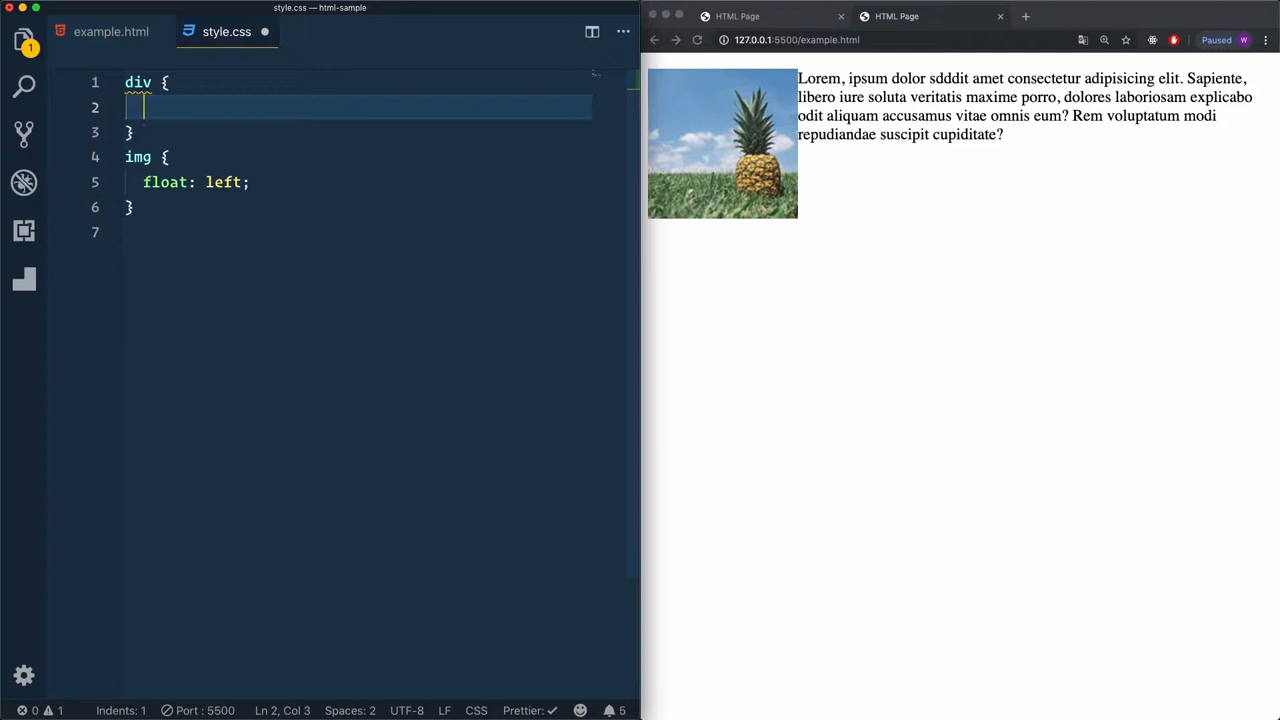 style.css — html-sample
example.html
style.css
1
1 div {
2
3 }
4 img {
5 float: left;
6 }
7
0 1 Indents: 1 Port : 5500 Ln 2, Col 3 Spaces: 2 UTF-8 LF CSS Prettier: ✓ 5
HTML Page
HTML Page
127.0.0.1:5500/example.html
Paused W
Lorem, ipsum dolor sdddit amet consectetur adipisicing elit. Sapiente,
libero iure soluta veritatis maxime porro, dolores laboriosam explicabo
odit aliquam accusamus vitae omnis eum? Rem voluptatum modi
repudiandae suscipit cupiditate?